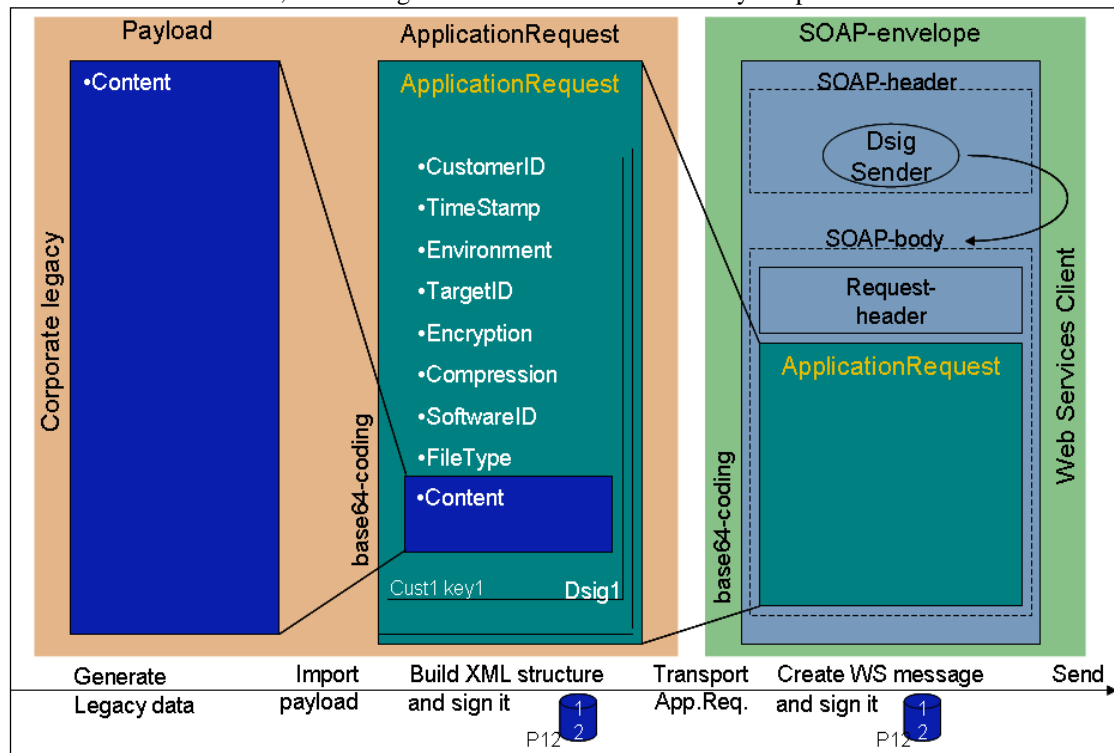 Payload
ApplicationRequest
SOAP-envelope
•Content
ApplicationRequest
•CustomerID
•TimeStamp
•Environment
•TargetID
•Encryption
•Compression
•SoftwareID
•FileType
•Content
Cust1 key1
Dsig1
SOAP-header
Dsig
Sender
SOAP-body
Request-
header
ApplicationRequest
Corporate legacy
base64-coding
base64-coding
Web Services Client
Generate
Legacy data
Import
payload
Build XML structure
and sign it
Transport
App.Req.
Create WS message
and sign it
Send
1
2
P12
1
2
P12